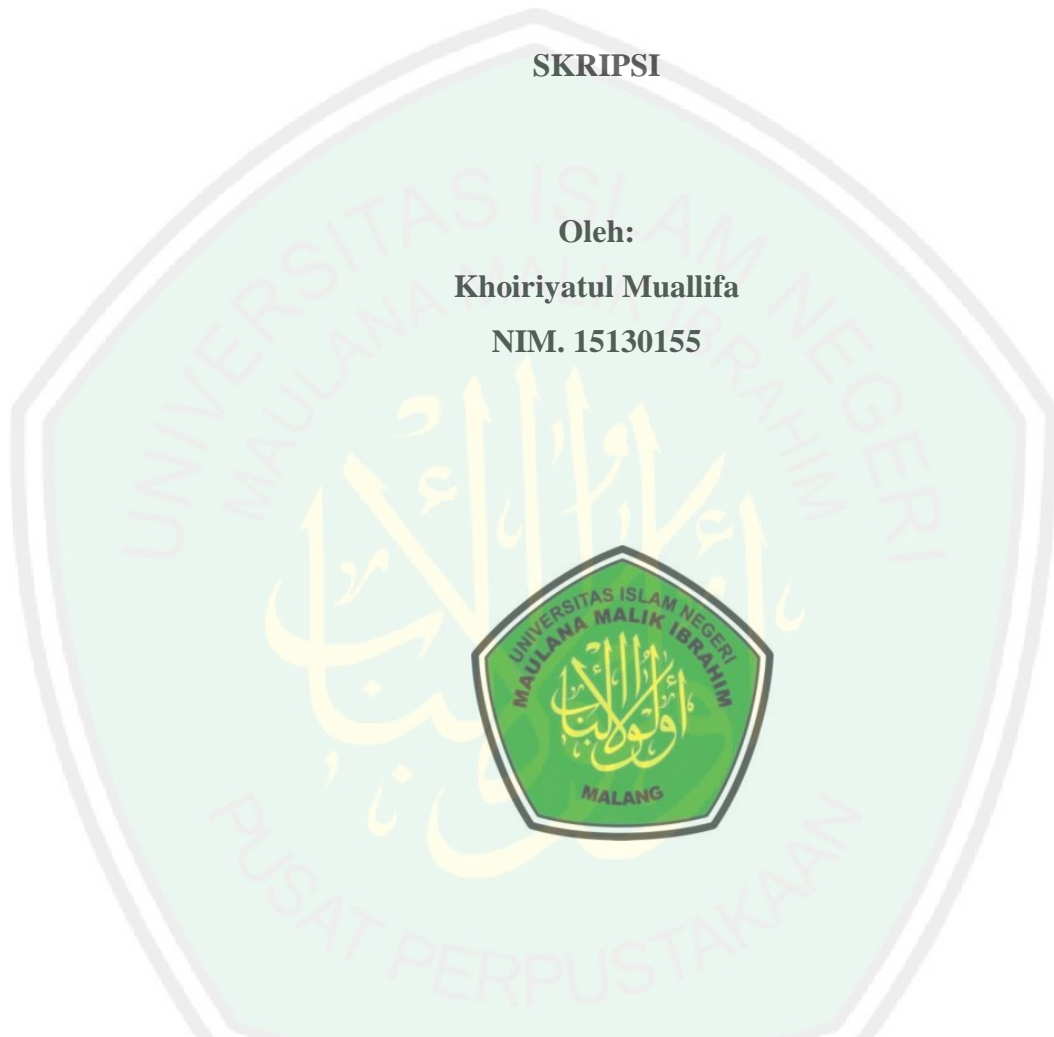 SKRIPSI
Oleh:
Khoiriyatul Muallifa
NIM. 15130155
UNIVERSITAS ISLAM NEGERI
MAULANA MALIK IBRAHIM
PUSAT PERPUSTAKAAN
UNIVERSITAS ISLAM NEGERI
MAULANA MALIK IBRAHIM
MALANG